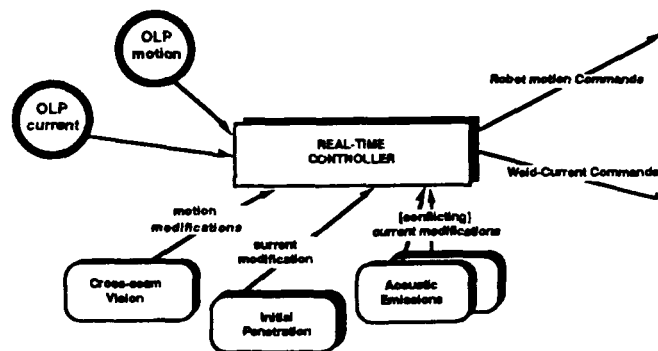 OLP
motion
OLP
current
Robot motion Commands
REAL-TIME
CONTROLLER
Weld-Current Commands
motion
modifications
[conflicting]
current modifications
current
modification
Cross-seam
Vision
Acoustic
Emissions
Initial
Penetration